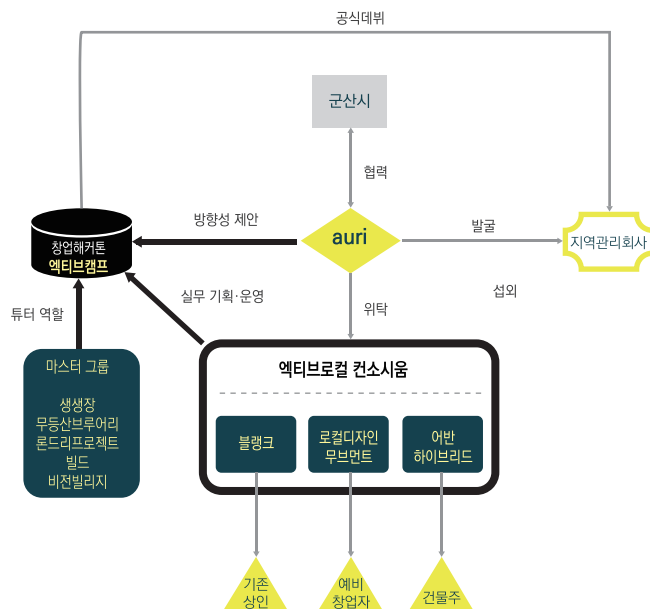 공식데뷔
군산시
협력
방향성 제안
auri
발굴
지역관리회사
창업해커톤
엑티브캠프
튜터 역할
실무 기획·운영
위탁
섭외
마스터 그룹
생생장
무등산브루어리
론드리프로젝트
빌드
비전빌리지
엑티브로컬 컨소시움
블랭크
로컬디자인
무브먼트
어반
하이브리드
기존
상인
예비
창업자
건물주